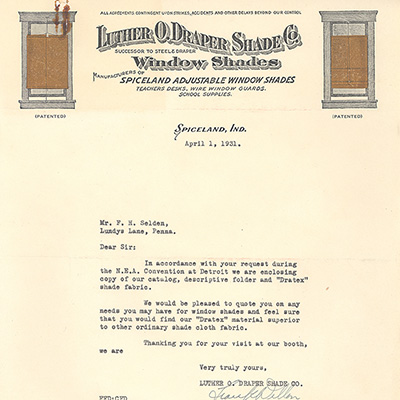 ALL AGREEMENTS CONTINGENT UPON STRIKES, ACCIDENTS AND OTHER DELAYS BEYOND OUR CONTROL
LUTHER O. DRAPER SHADE CO.
SUCCESSOR TO STEELE DRAPER
Window Shades
MANUFACTURERS OF
SPICELAND ADJUSTABLE WINDOW SHADES
TEACHERS DESKS, WIRE WINDOW GUARDS,
SCHOOL SUPPLIES.
(PATENTED)
(PATENTED)
SPICELAND, IND.
April 1, 1931.
Mr. F. H. Selden,
Lundys Lane, Penna.
Dear Sir:
In accordance with your request during
the N.E.A. Convention at Detroit we are enclosing
copy of our catalog, descriptive folder and "Dratex"
shade fabric.
We would be pleased to quote you on any
needs you may have for window shades and feel sure
that you would find our "Dratex" material superior
to other ordinary shade cloth fabric.
Thanking you for your visit at our booth,
we are
Very truly yours,
LUTHER O. DRAPER SHADE CO.